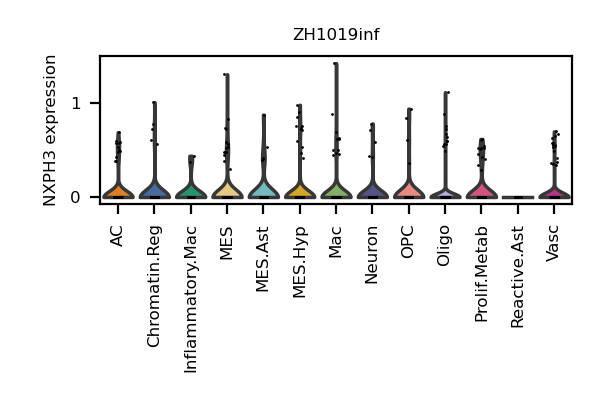 ZH1019inf
NXPH3 expression
1
0
AC
Chromatin.Reg
Inflammatory.Mac
MES
MES.Ast
MES.Hyp
Mac
Neuron
OPC
Oligo
Prolif.Metab
Reactive.Ast
Vasc